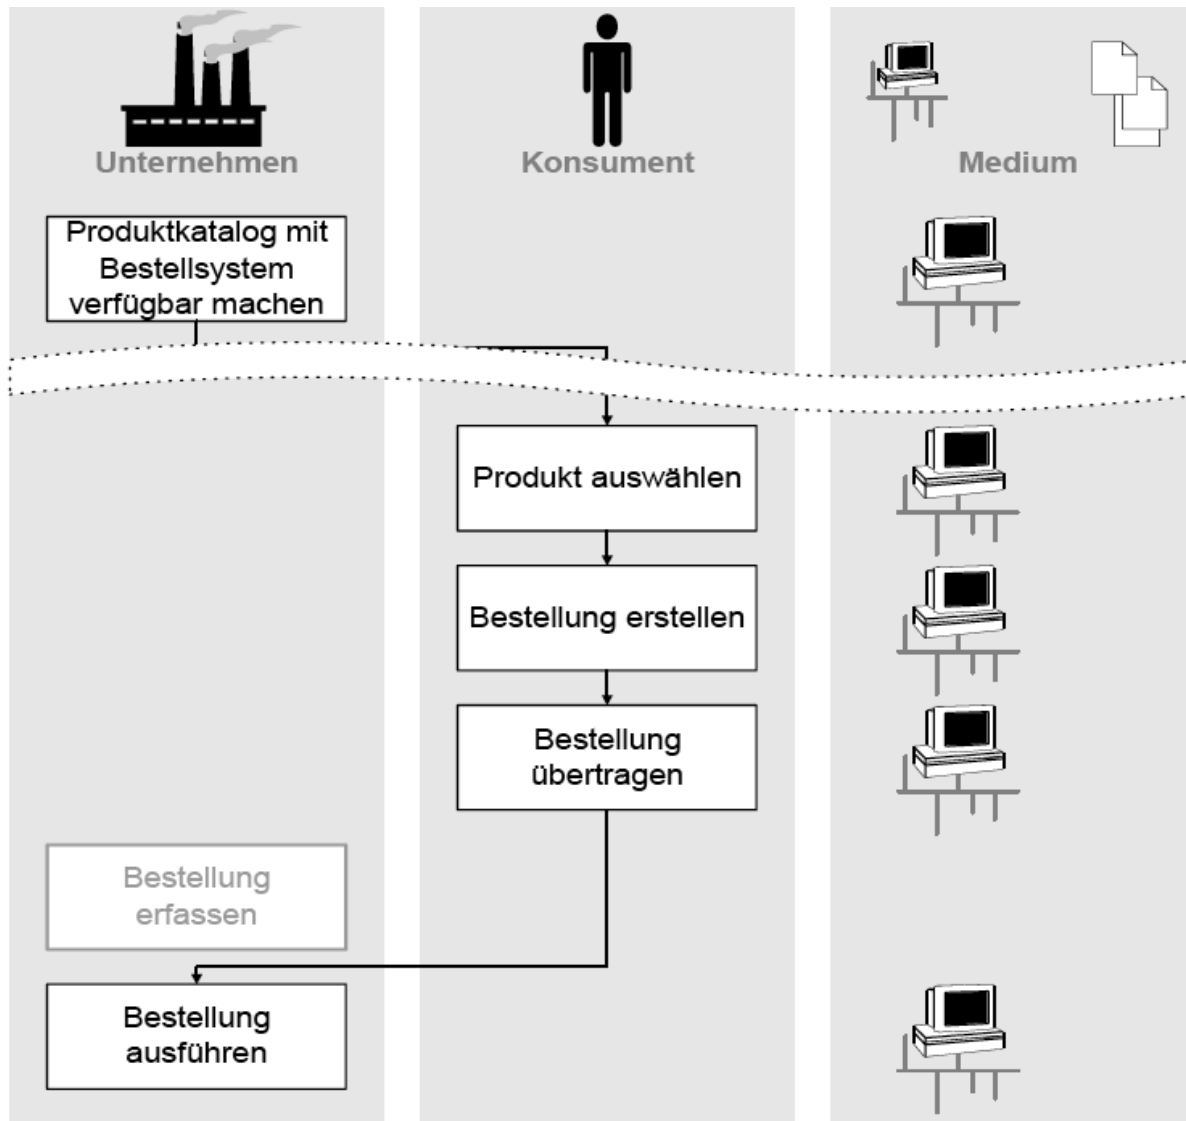 Unternehmen
Konsument
Medium
Produktkatalog mit
Bestellsystem
verfügbar machen
Produkt auswählen
Bestellung erstellen
Bestellung
übertragen
Bestellung
erfassen
Bestellung
ausführen